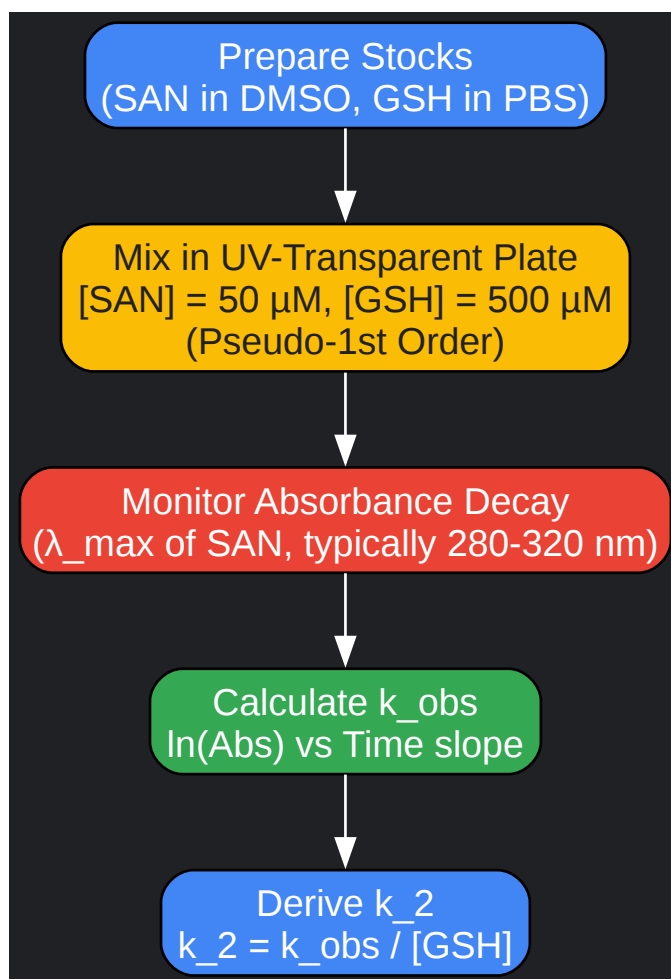 Prepare Stocks
(SAN in DMSO, GSH in PBS)
Mix in UV-Transparent Plate
[SAN] = 50 µM, [GSH] = 500 µM
(Pseudo-1st Order)
Monitor Absorbance Decay
(λ_max of SAN, typically 280-320 nm)
Calculate k_obs
ln(Abs) vs Time slope
Derive k_2
k_2 = k_obs / [GSH]